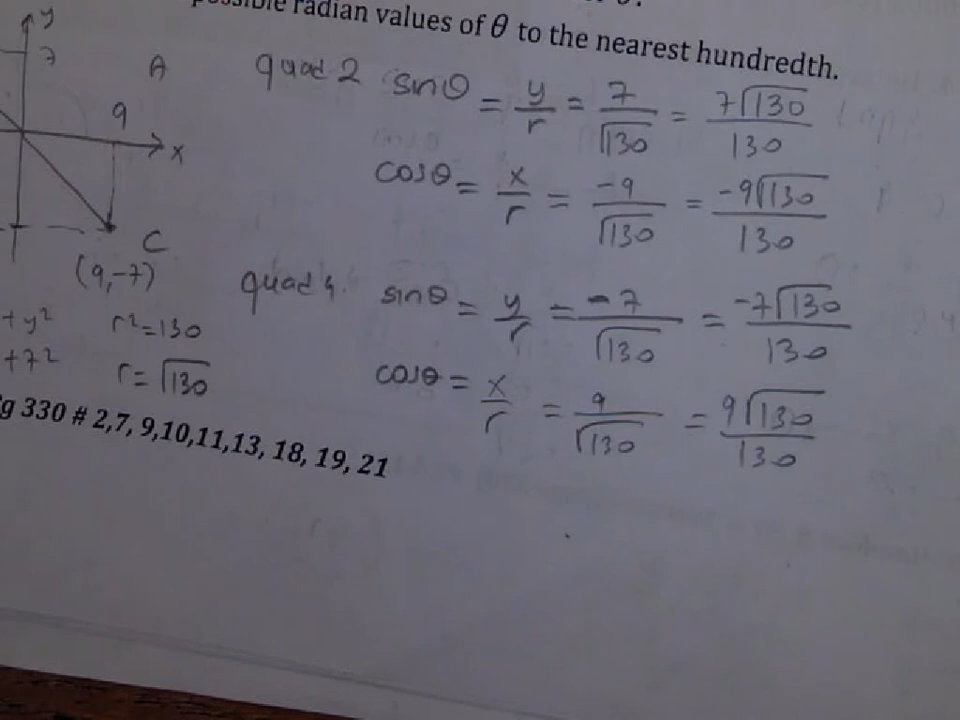 possible radian values of θ to the nearest hundredth.
y
7
A
quad 2 sinθ = y/r = 7/√130 = 7√130/130
9
x
cosθ = x/r = -9/√130 = -9√130/130
C
(9,-7)
quad 4. sinθ = y/r = -7/√130 = -7√130/130
+ y² r² = 130
+ 7² r = √130
cosθ = x/r = 9/√130 = 9√130/130
g 330 # 2,7, 9,10,11,13, 18, 19, 21